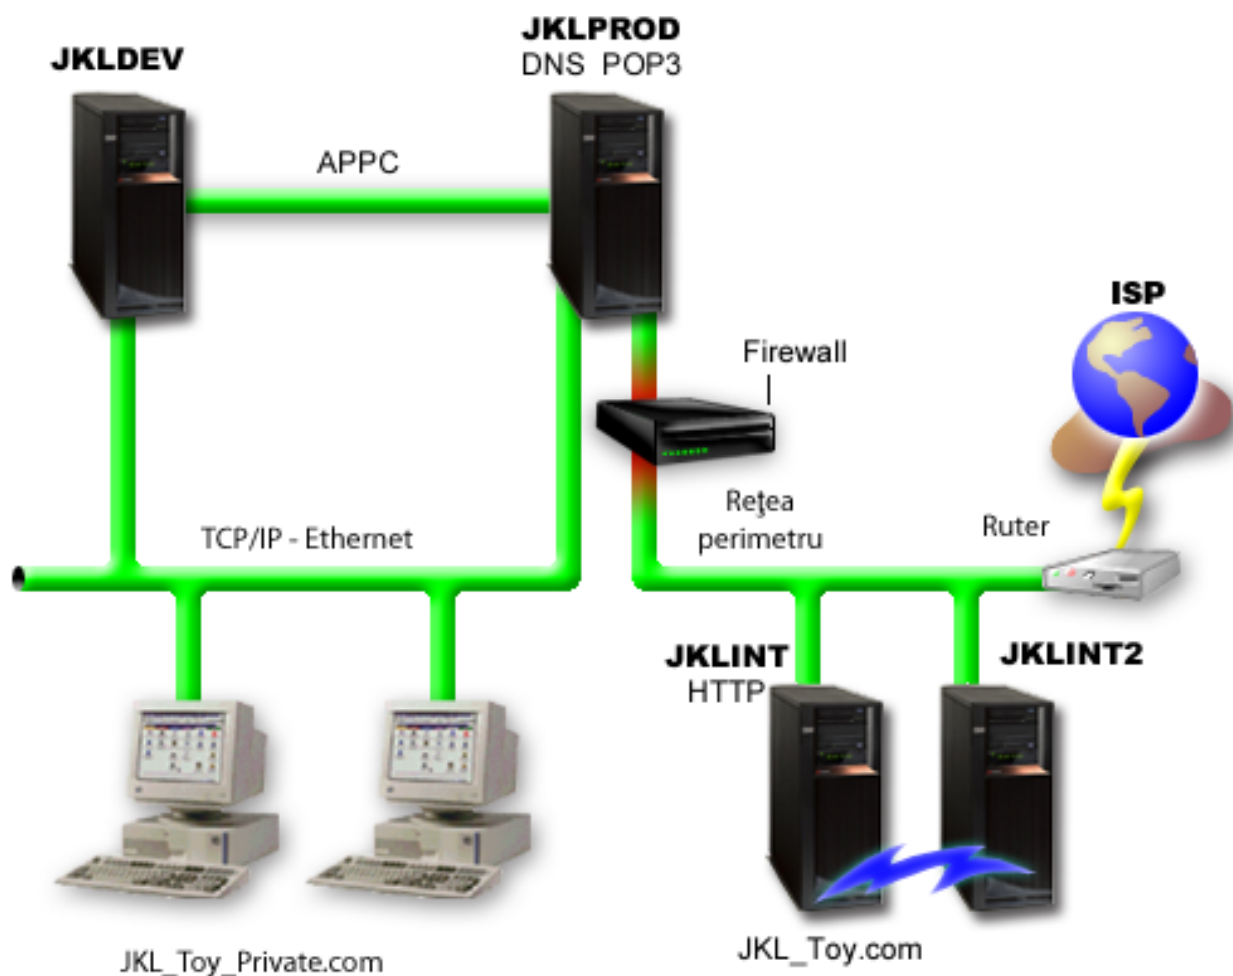 JKLPROD
DNS POP3
JKLDEV
APPC
ISP
Firewall
Reţea
perimetru
Ruter
TCP/IP - Ethernet
JKLINT
HTTP
JKLINT2
JKL_Toy.com
JKL_Toy_Private.com